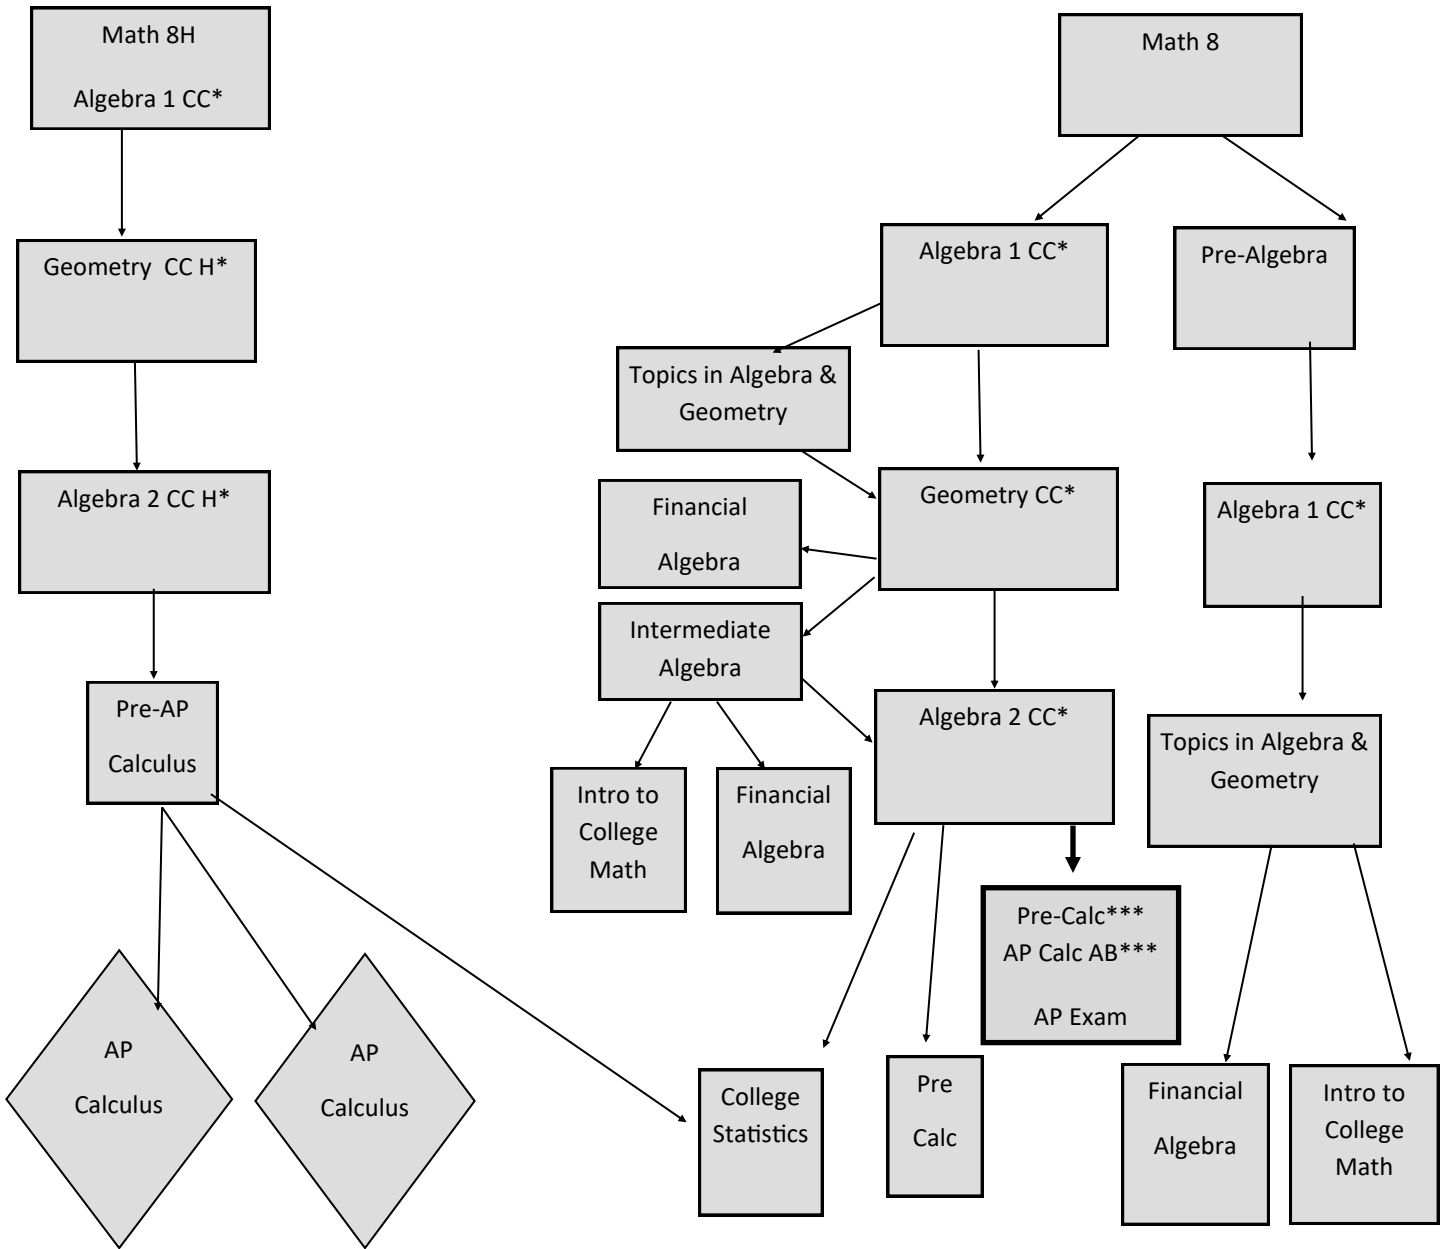 Math 8H
Algebra 1 CC*
Math 8
Geometry  CC H*
Algebra 1 CC*
Pre-Algebra
Topics in Algebra &
Geometry
Algebra 2 CC H*
Financial
Algebra
Geometry CC*
Algebra 1 CC*
Intermediate
Algebra
Pre-AP
Calculus
Algebra 2 CC*
Topics in Algebra &
Geometry
Intro to
College
Math
Financial
Algebra
Pre-Calc***
AP Calc AB***
AP Exam
AP
Calculus
AP
Calculus
College
Statistics
Pre
Calc
Financial
Algebra
Intro to
College
Math